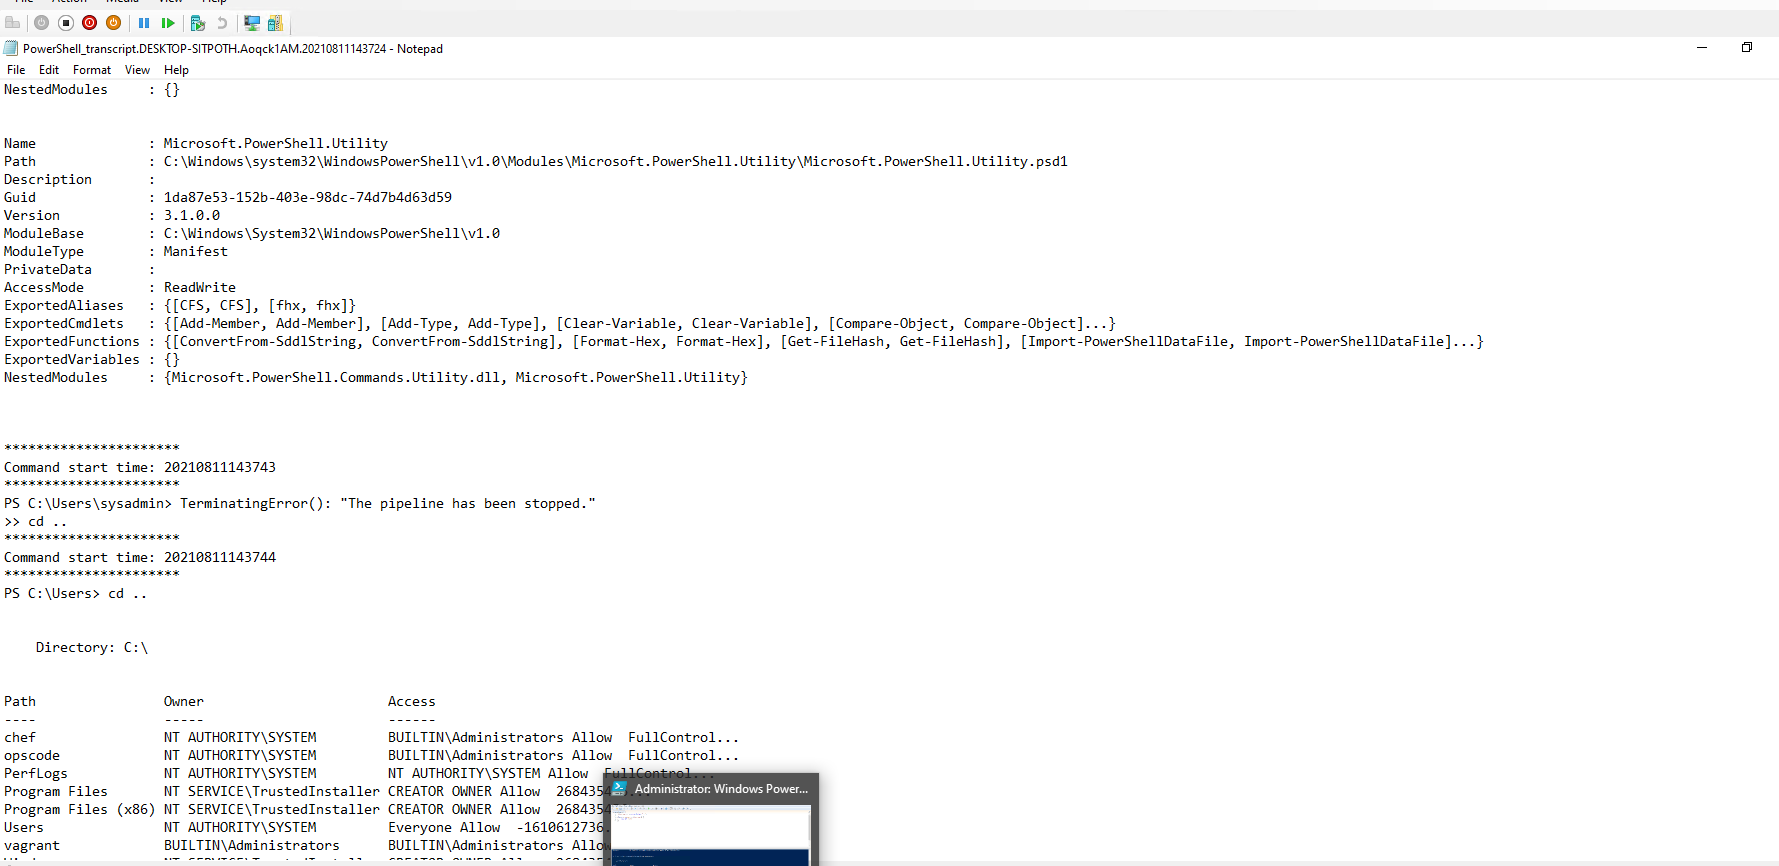 File Action Media View Help
PowerShell_transcript.DESKTOP-SITPOTH.Aoqck1AM.20210811143724 - Notepad
File Edit Format View Help
NestedModules : {}
Name : Microsoft.PowerShell.Utility
Path : C:\Windows\system32\WindowsPowerShell\v1.0\Modules\Microsoft.PowerShell.Utility\Microsoft.PowerShell.Utility.psd1
Description :
Guid : 1da87e53-152b-403e-98dc-74d7b4d63d59
Version : 3.1.0.0
ModuleBase : C:\Windows\System32\WindowsPowerShell\v1.0
ModuleType : Manifest
PrivateData :
AccessMode : ReadWrite
ExportedAliases : {[CFS, CFS], [fhx, fhx]}
ExportedCmdlets : {[Add-Member, Add-Member], [Add-Type, Add-Type], [Clear-Variable, Clear-Variable], [Compare-Object, Compare-Object]...}
ExportedFunctions : {[ConvertFrom-SddlString, ConvertFrom-SddlString], [Format-Hex, Format-Hex], [Get-FileHash, Get-FileHash], [Import-PowerShellDataFile, Import-PowerShellDataFile]...}
ExportedVariables : {}
NestedModules : {Microsoft.PowerShell.Commands.Utility.dll, Microsoft.PowerShell.Utility}
**********************
Command start time: 20210811143743
**********************
PS C:\Users\sysadmin> TerminatingError(): "The pipeline has been stopped."
>> cd ..
**********************
Command start time: 20210811143744
**********************
PS C:\Users> cd ..
Directory: C:\
Path Owner Access
---- ----- ------
chef NT AUTHORITY\SYSTEM BUILTIN\Administrators Allow FullControl...
opscode NT AUTHORITY\SYSTEM BUILTIN\Administrators Allow FullControl...
PerfLogs NT AUTHORITY\SYSTEM NT AUTHORITY\SYSTEM Allow FullControl...
Administrator: Windows Power...
Program Files NT SERVICE\TrustedInstaller CREATOR OWNER Allow 268435
Program Files (x86) NT SERVICE\TrustedInstaller CREATOR OWNER Allow 268435
Users NT AUTHORITY\SYSTEM Everyone Allow -1610612736.
vagrant BUILTIN\Administrators BUILTIN\Administrators Allow